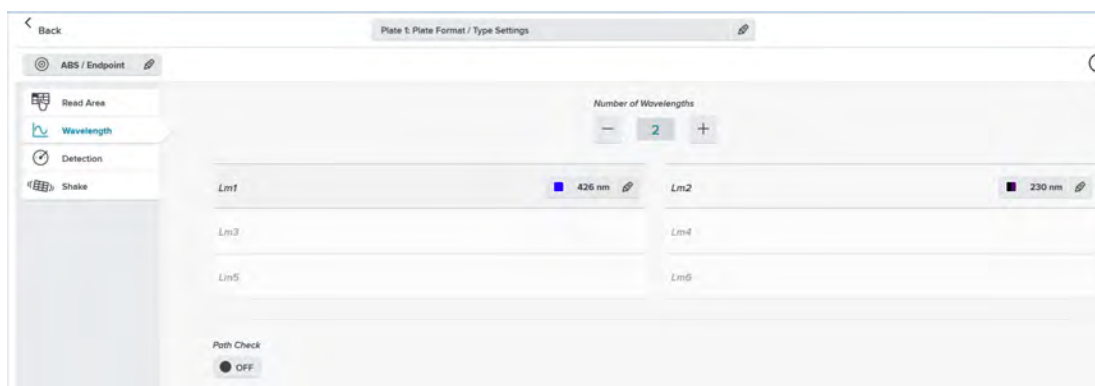 Back
Plate 1: Plate Format / Type Settings
ABS / Endpoint
Read Area
Wavelength
Detection
Shake
Number of Wavelengths
− 2 +
Lm1 426 nm Lm2 230 nm
Lm3 Lm4
Lm5 Lm6
Path Check
OFF